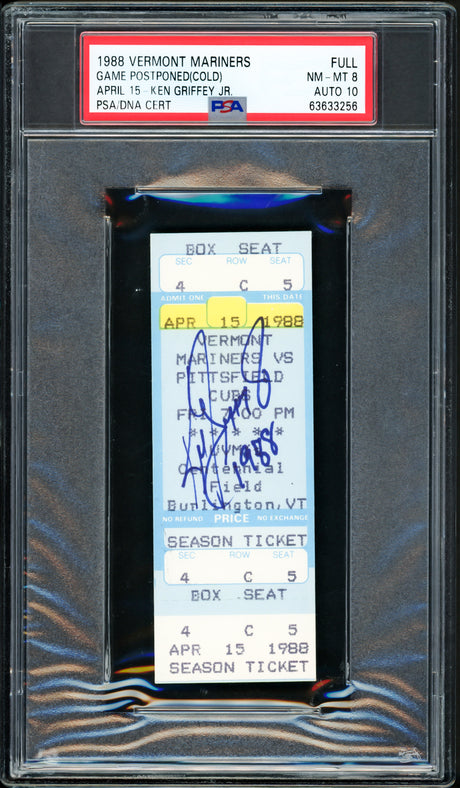 1988 VERMONT MARINERS FULL
GAME POSTPONED(COLD) NM-MT 8
APRIL 15 - KEN GRIFFEY JR. AUTO 10
PSA/DNA CERT PSA 63633256
BOX SEAT
SEC ROW SEAT
4 C 5
ADMIT ONE THIS DATE
APR 15 1988
VERMONT
MARINERS VS
PITTSFIELD
CUBS
FRI 7:00 PM
UVM
Centennial
Field
Burlington, VT
1988
NO REFUND PRICE NO EXCHANGE
SEASON TICKET
SEC ROW SEAT
4 C 5
BOX SEAT
4 C 5
APR 15 1988
SEASON TICKET